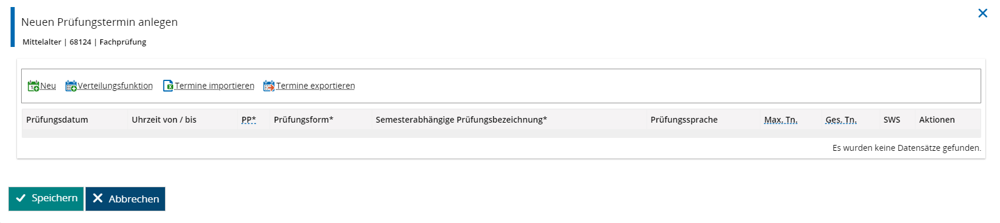 Neuen Prüfungstermin anlegen
Mittelalter | 68124 | Fachprüfung
Neu Verteilungsfunktion Termine importieren Termine exportieren
Prüfungsdatum Uhrzeit von / bis PP* Prüfungsform* Semesterabhängige Prüfungsbezeichnung* Prüfungssprache Max. Tn. Ges. Tn. SWS Aktionen
Es wurden keine Datensätze gefunden.
Speichern Abbrechen